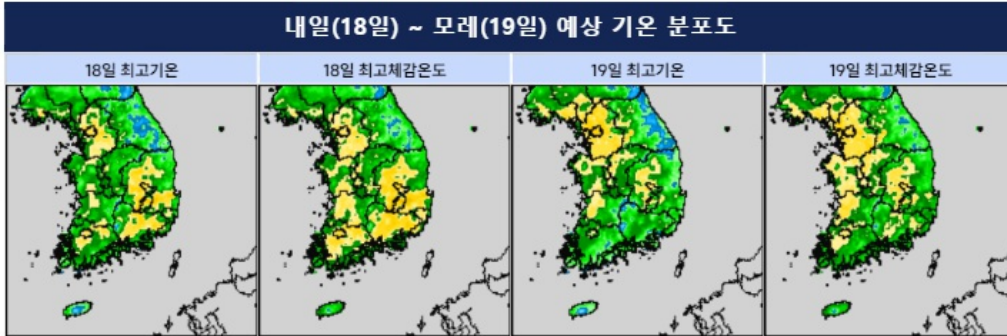 내일(18일) ~ 모레(19일) 예상 기온 분포도
18일 최고기온
18일 최고체감온도
19일 최고기온
19일 최고체감온도